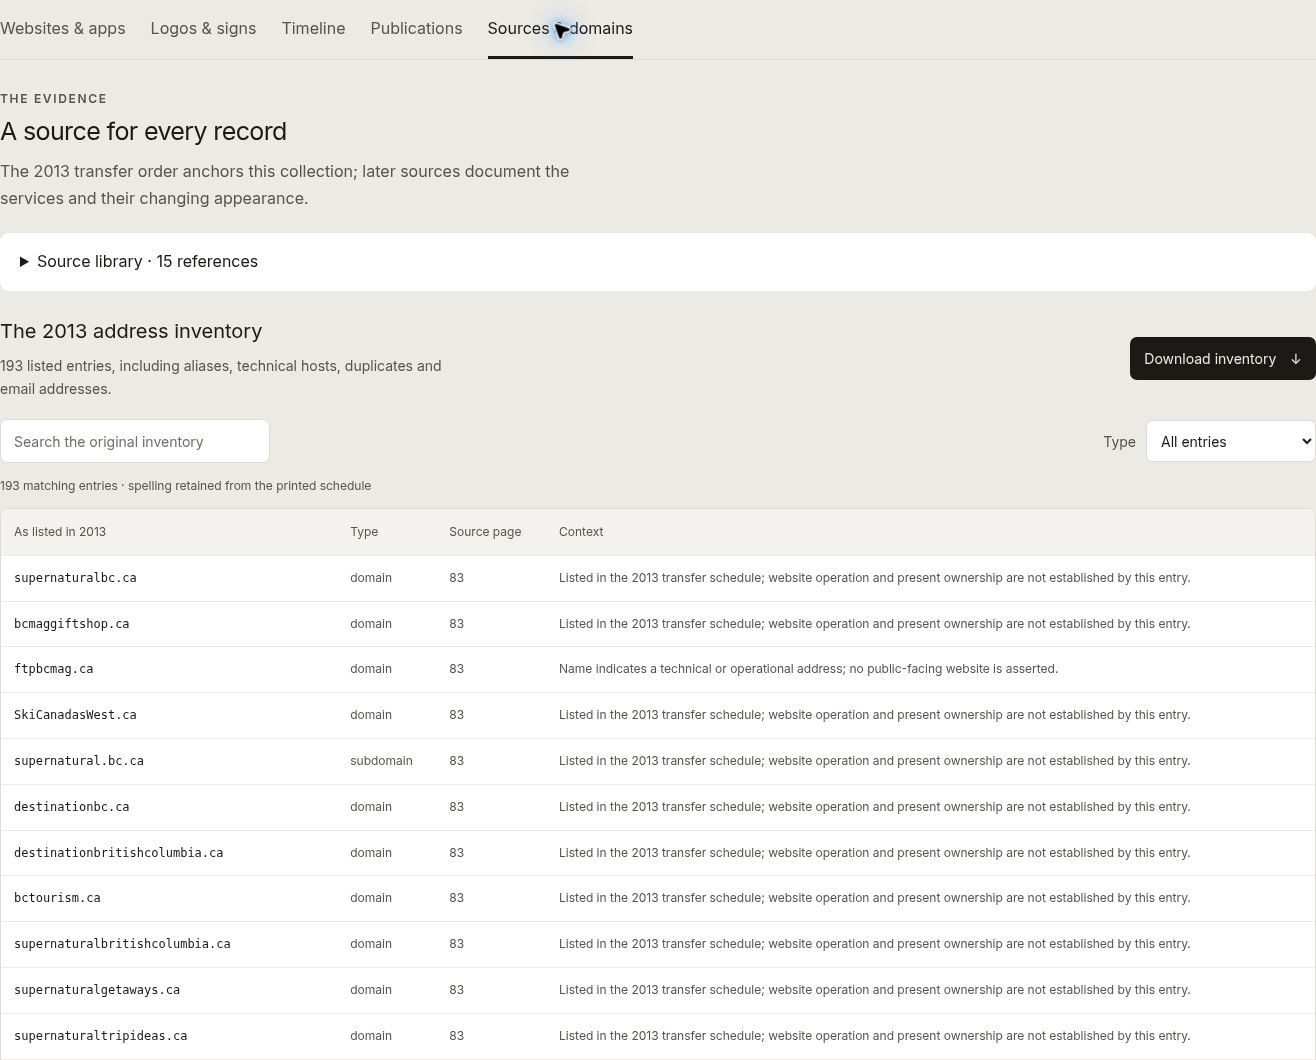 Websites & apps Logos & signs Timeline Publications Sources domains
THE EVIDENCE
A source for every record
The 2013 transfer order anchors this collection; later sources document the
services and their changing appearance.
Source library · 15 references
The 2013 address inventory
193 listed entries, including aliases, technical hosts, duplicates and
email addresses.
Download inventory ↓
Search the original inventory
Type All entries
193 matching entries · spelling retained from the printed schedule
As listed in 2013 Type Source page Context
supernaturalbc.ca domain 83 Listed in the 2013 transfer schedule; website operation and present ownership are not established by this entry.
bcmaggiftshop.ca domain 83 Listed in the 2013 transfer schedule; website operation and present ownership are not established by this entry.
ftpbcmag.ca domain 83 Name indicates a technical or operational address; no public-facing website is asserted.
SkiCanadasWest.ca domain 83 Listed in the 2013 transfer schedule; website operation and present ownership are not established by this entry.
supernatural.bc.ca subdomain 83 Listed in the 2013 transfer schedule; website operation and present ownership are not established by this entry.
destinationbc.ca domain 83 Listed in the 2013 transfer schedule; website operation and present ownership are not established by this entry.
destinationbritishcolumbia.ca domain 83 Listed in the 2013 transfer schedule; website operation and present ownership are not established by this entry.
bctourism.ca domain 83 Listed in the 2013 transfer schedule; website operation and present ownership are not established by this entry.
supernaturalbritishcolumbia.ca domain 83 Listed in the 2013 transfer schedule; website operation and present ownership are not established by this entry.
supernaturalgetaways.ca domain 83 Listed in the 2013 transfer schedule; website operation and present ownership are not established by this entry.
supernaturaltripideas.ca domain 83 Listed in the 2013 transfer schedule; website operation and present ownership are not established by this entry.